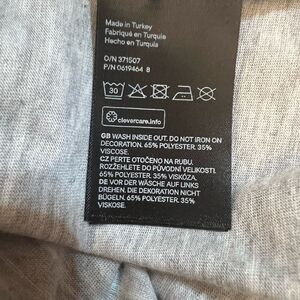 Made in Turkey
Fabriqué en Turquie
Hecho en Turquía
O/N 371507
P/N 0619464 8
30
clevercare.info
GB WASH INSIDE OUT. DO NOT IRON ON
DECORATION. 65% POLYESTER. 35%
VISCOSE.
CZ PERTE OTOČENO NA RUBU.
ROZŽEHLETE DO PŮVODNÍ VELIKOSTI.
65% POLYESTER. 35% VISKÓZA.
DE VOR DER WÄSCHE AUF LINKS
DREHEN. DIE DEKORATION NICHT
BÜGELN. 65% POLYESTER. 35%
VISKOSE.